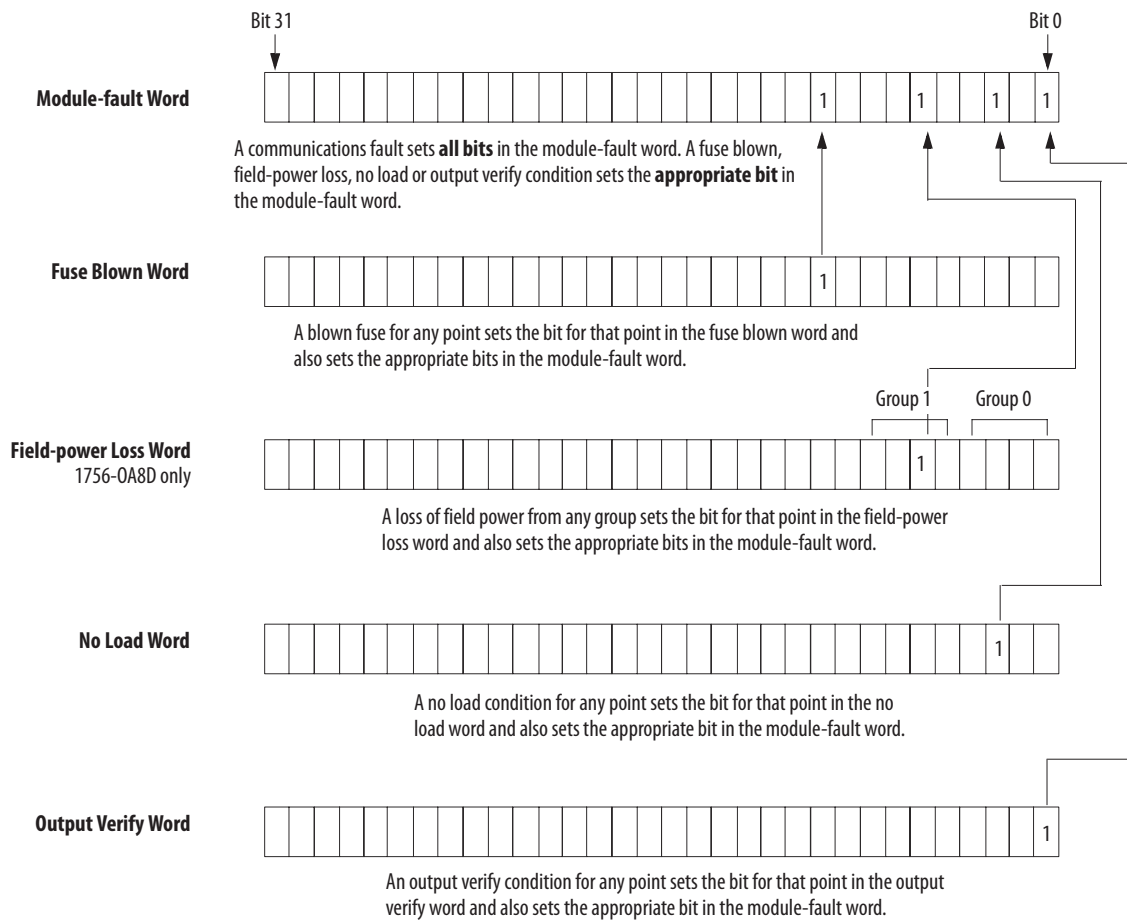 Bit 31
Bit 0
Module-fault Word
1 1 1 1
A communications fault sets all bits in the module-fault word. A fuse blown,
field-power loss, no load or output verify condition sets the appropriate bit in
the module-fault word.
Fuse Blown Word
1
A blown fuse for any point sets the bit for that point in the fuse blown word and
also sets the appropriate bits in the module-fault word.
Group 1
Group 0
Field-power Loss Word
1756-OA8D only
1
A loss of field power from any group sets the bit for that point in the field-power
loss word and also sets the appropriate bits in the module-fault word.
No Load Word
1
A no load condition for any point sets the bit for that point in the no
load word and also sets the appropriate bit in the module-fault word.
Output Verify Word
1
An output verify condition for any point sets the bit for that point in the output
verify word and also sets the appropriate bit in the module-fault word.